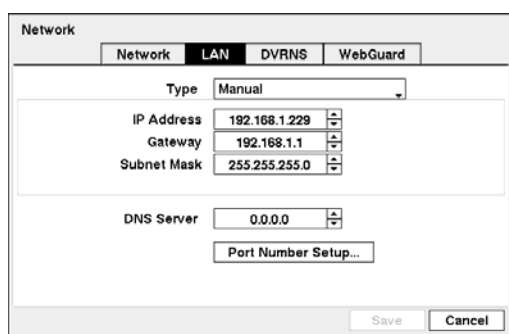 Network
Network LAN DVRNS WebGuard
Type Manual
IP Address 192.168.1.229
Gateway 192.168.1.1
Subnet Mask 255.255.255.0
DNS Server 0.0.0.0
Port Number Setup...
Save Cancel